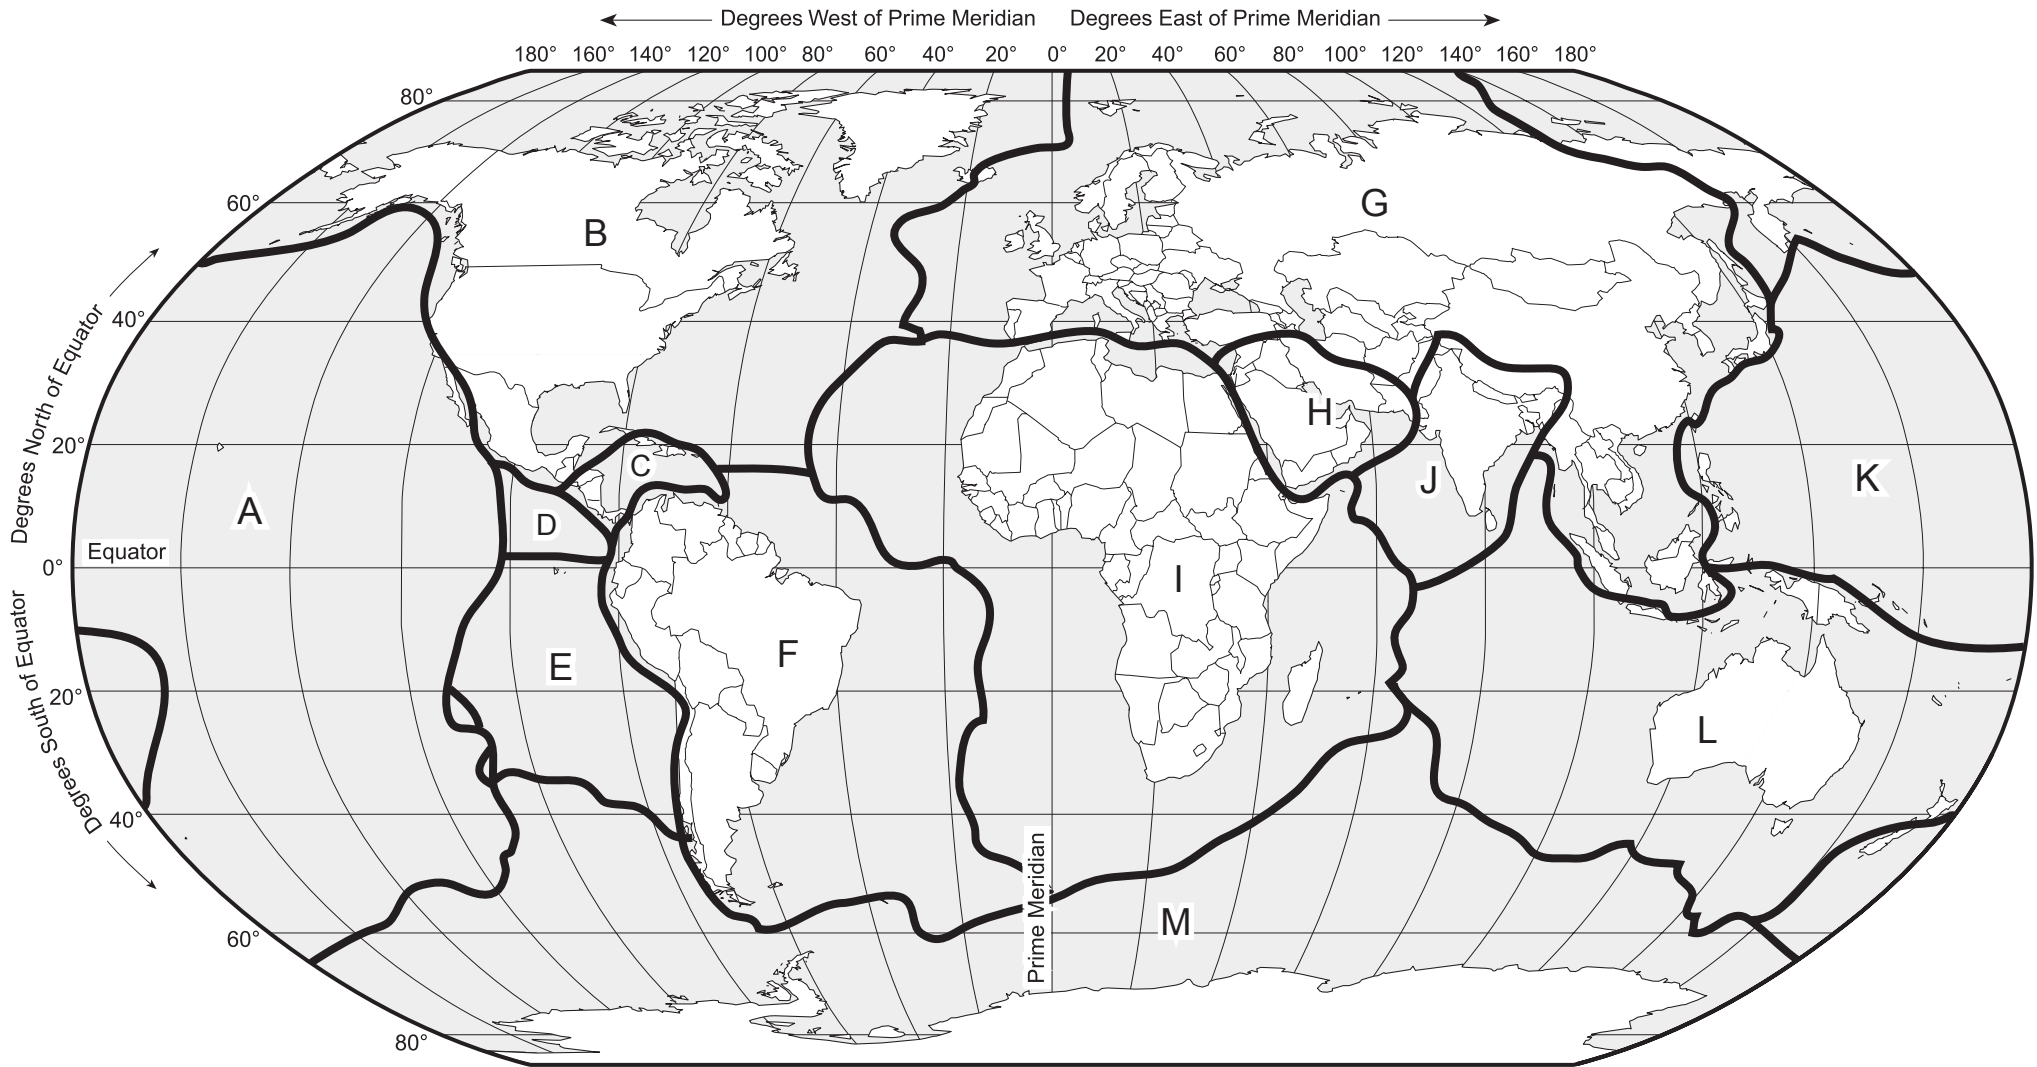 Degrees West of Prime Meridian Degrees East of Prime Meridian
180° 160° 140° 120° 100° 80° 60° 40° 20° 0° 20° 40° 60° 80° 100° 120° 140° 160° 180°
80°
60°
40°
20°
0°
20°
40°
60°
80°
Degrees North of Equator
Degrees South of Equator
Equator
Prime Meridian
A
B
C
D
E
F
G
H
I
J
K
L
M